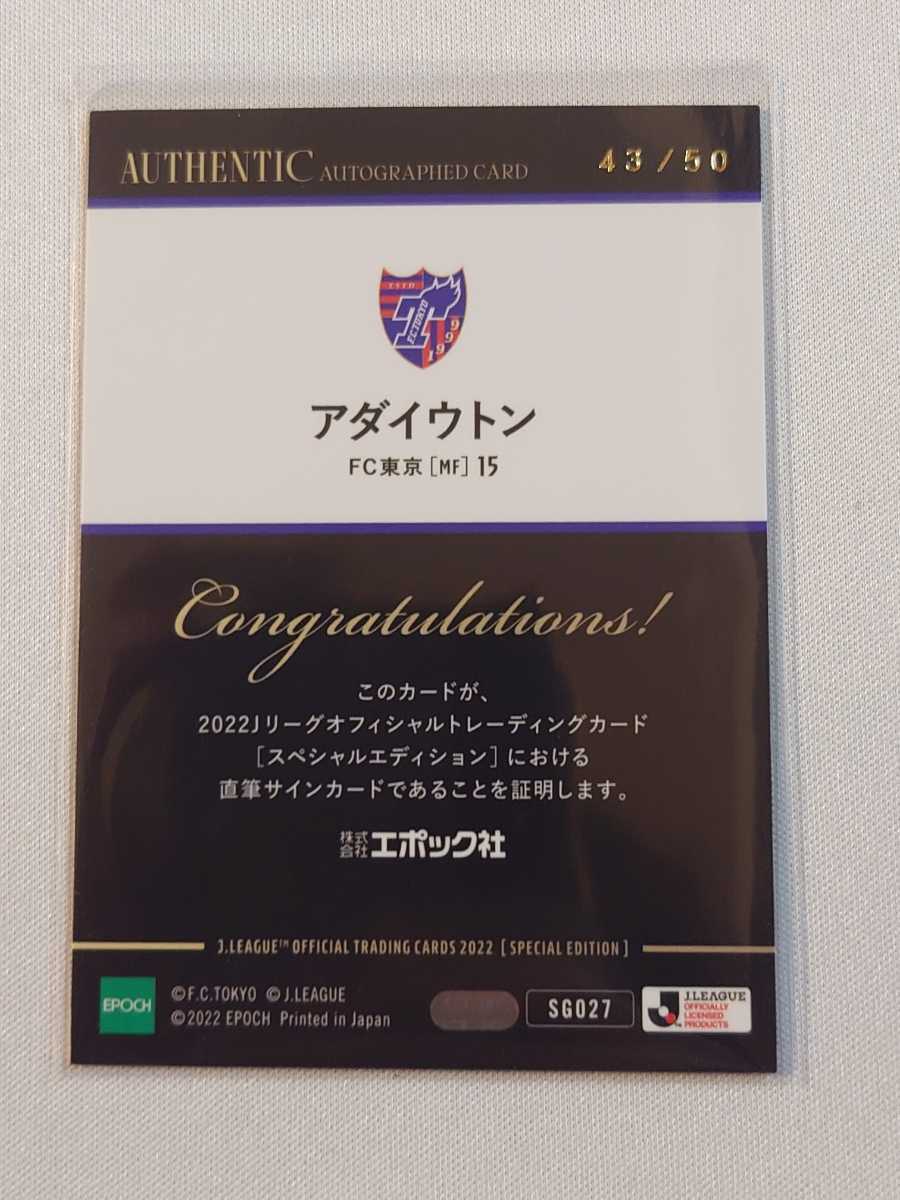 AUTHENTIC AUTOGRAPHED CARD 43/50
F.C.TOKYO
1999
アダイウトン
FC東京 [MF] 15
Congratulations!
このカードが、
2022Jリーグオフィシャルトレーディングカード
[スペシャルエディション]における
直筆サインカードであることを証明します。
株式会社エポック社
J.LEAGUE™ OFFICIAL TRADING CARDS 2022 [SPECIAL EDITION]
EPOCH
©F.C.TOKYO ©J.LEAGUE
©2022 EPOCH Printed in Japan
SG027
J.LEAGUE
OFFICIALLY
LICENSED
PRODUCTS